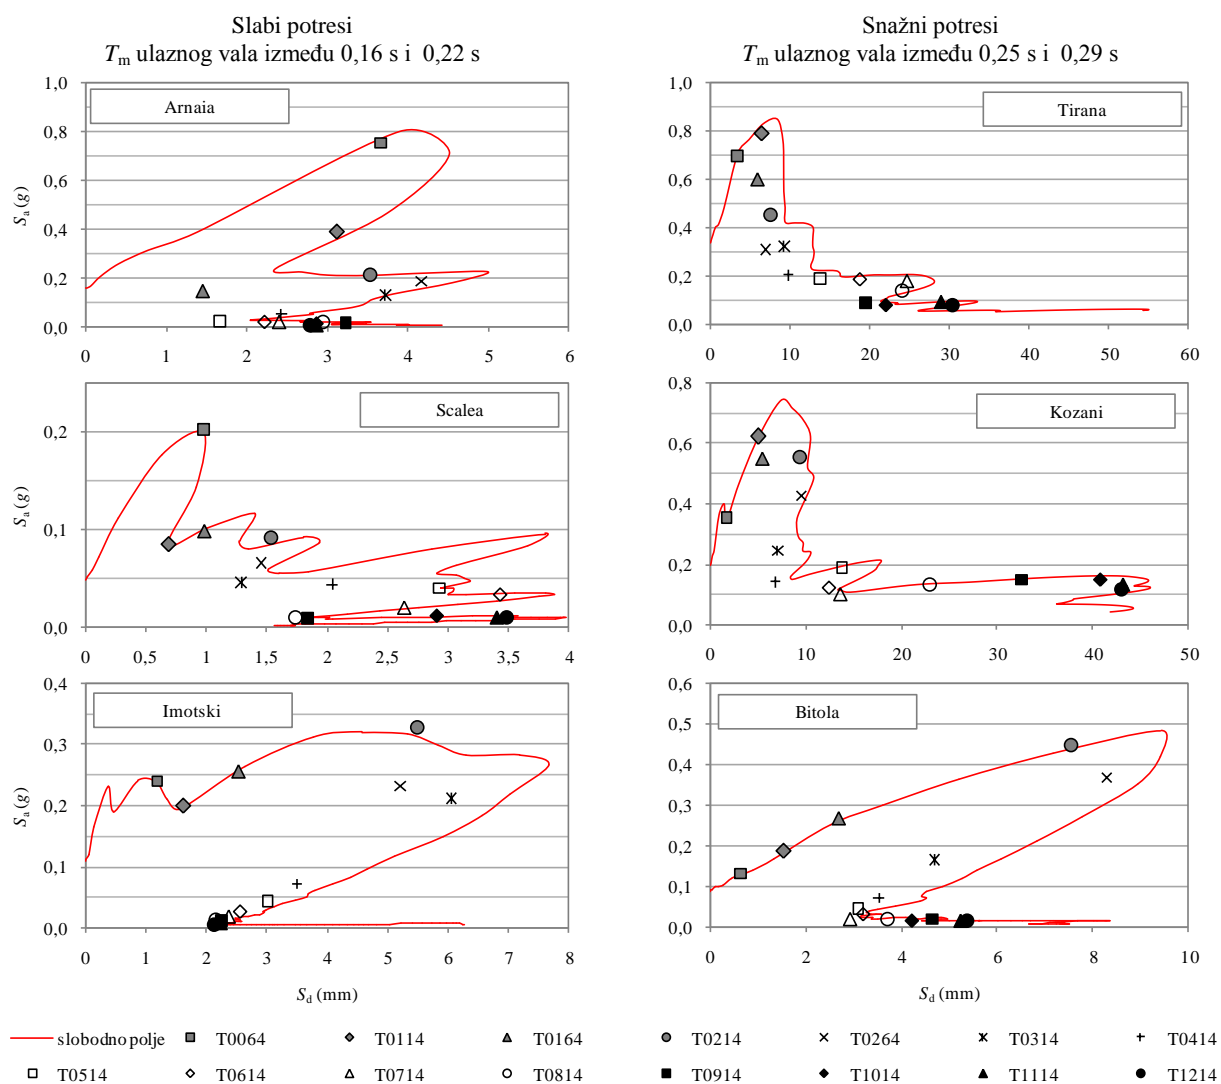 Slabi potresi
Tm ulaznog vala između 0,16 s i 0,22 s
Snažni potresi
Tm ulaznog vala između 0,25 s i 0,29 s
Arnaia
Sa (g)
1,0
0,8
0,6
0,4
0,2
0,0
0 1 2 3 4 5 6
Tirana
1,0
0,8
0,6
0,4
0,2
0,0
0 10 20 30 40 50 60
Scalea
Sa (g)
0,2
0,1
0,0
0 0,5 1 1,5 2 2,5 3 3,5 4
Kozani
0,8
0,6
0,4
0,2
0,0
0 10 20 30 40 50
Imotski
Sa (g)
0,4
0,3
0,2
0,1
0,0
0 1 2 3 4 5 6 7 8
Sd (mm)
Bitola
0,6
0,5
0,4
0,3
0,2
0,1
0,0
0 2 4 6 8 10
Sd (mm)
slobodno polje T0064 T0114 T0164 T0214 T0264 T0314 T0414
T0514 T0614 T0714 T0814 T0914 T1014 T1114 T1214